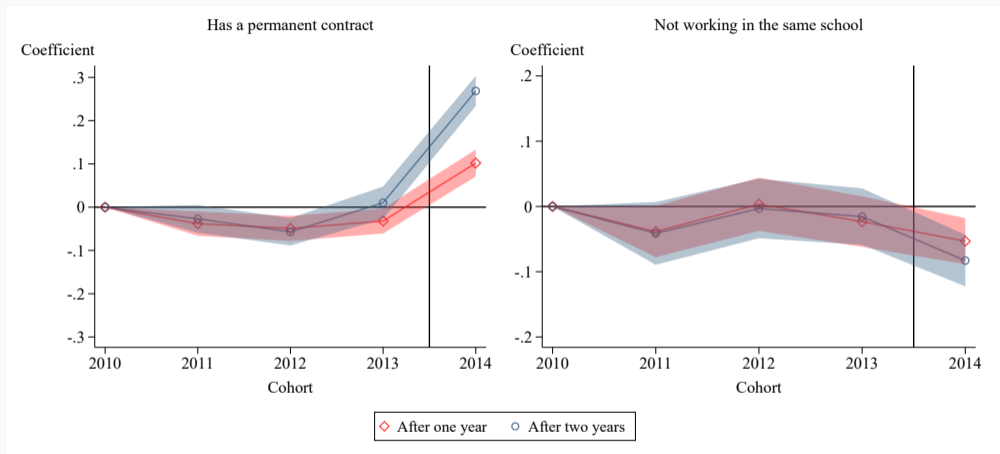 Has a permanent contract
Coefficient
.3
.2
.1
0
-.1
-.2
-.3
2010 2011 2012 2013 2014
Cohort
Not working in the same school
Coefficient
.2
.1
0
-.1
-.2
2010 2011 2012 2013 2014
Cohort
After one year After two years